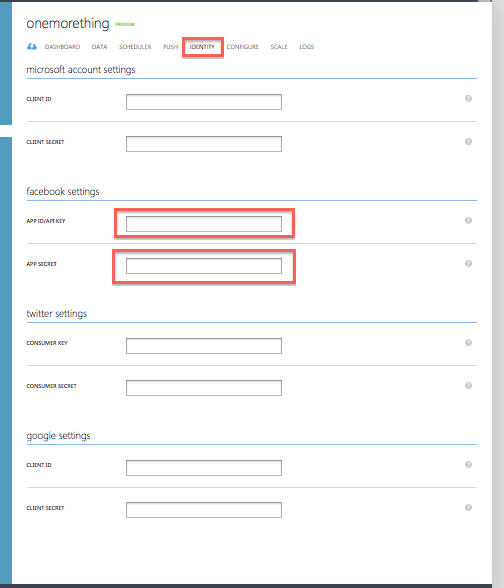 onemorething PREVIEW
DASHBOARD DATA SCHEDULER PUSH IDENTITY CONFIGURE SCALE LOGS
microsoft account settings
CLIENT ID
CLIENT SECRET
facebook settings
APP ID/API KEY
APP SECRET
twitter settings
CONSUMER KEY
CONSUMER SECRET
google settings
CLIENT ID
CLIENT SECRET